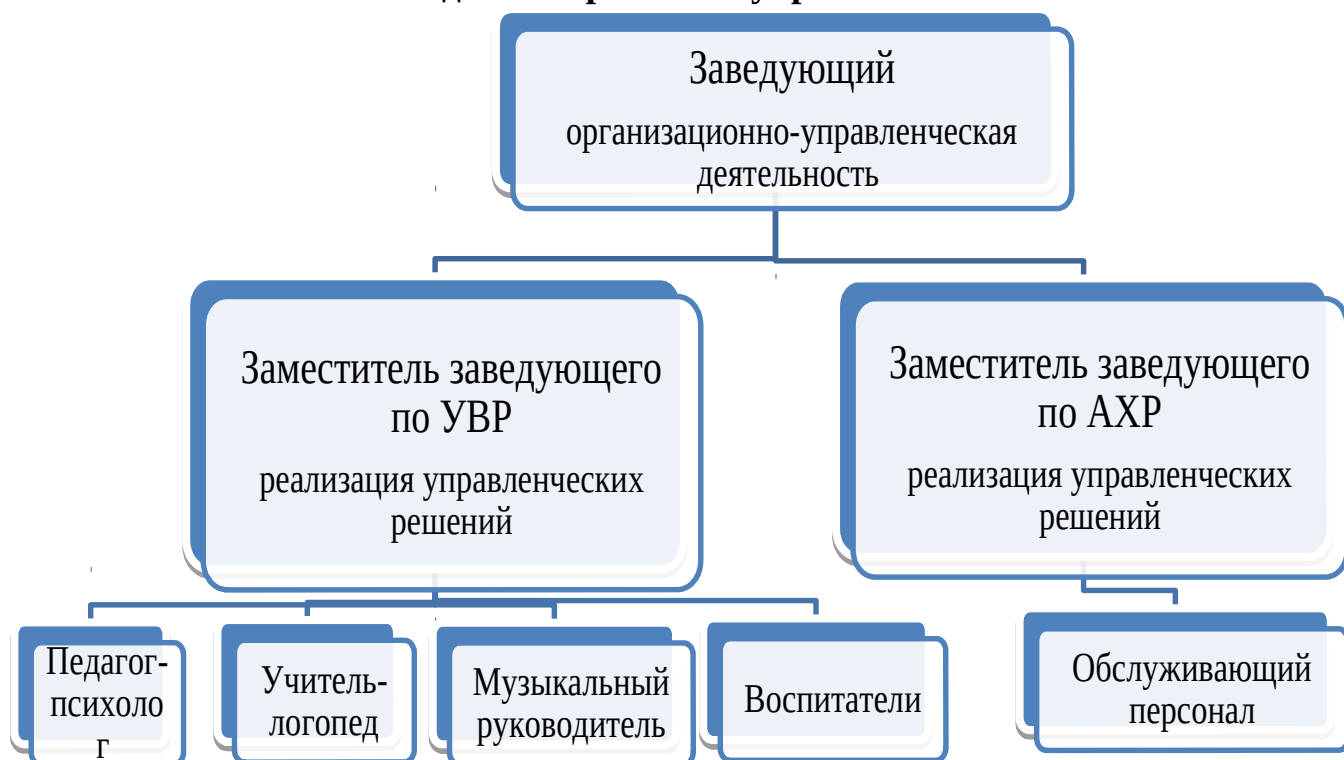 Заведующий
организационно-управленческая
деятельность
Заместитель заведующего
по УВР
реализация управленческих
решений
Заместитель заведующего
по АХР
реализация управленческих
решений
Педагог-
психоло
г
Учитель-
логопед
Музыкальный
руководитель
Воспитатели
Обслуживающий
персонал